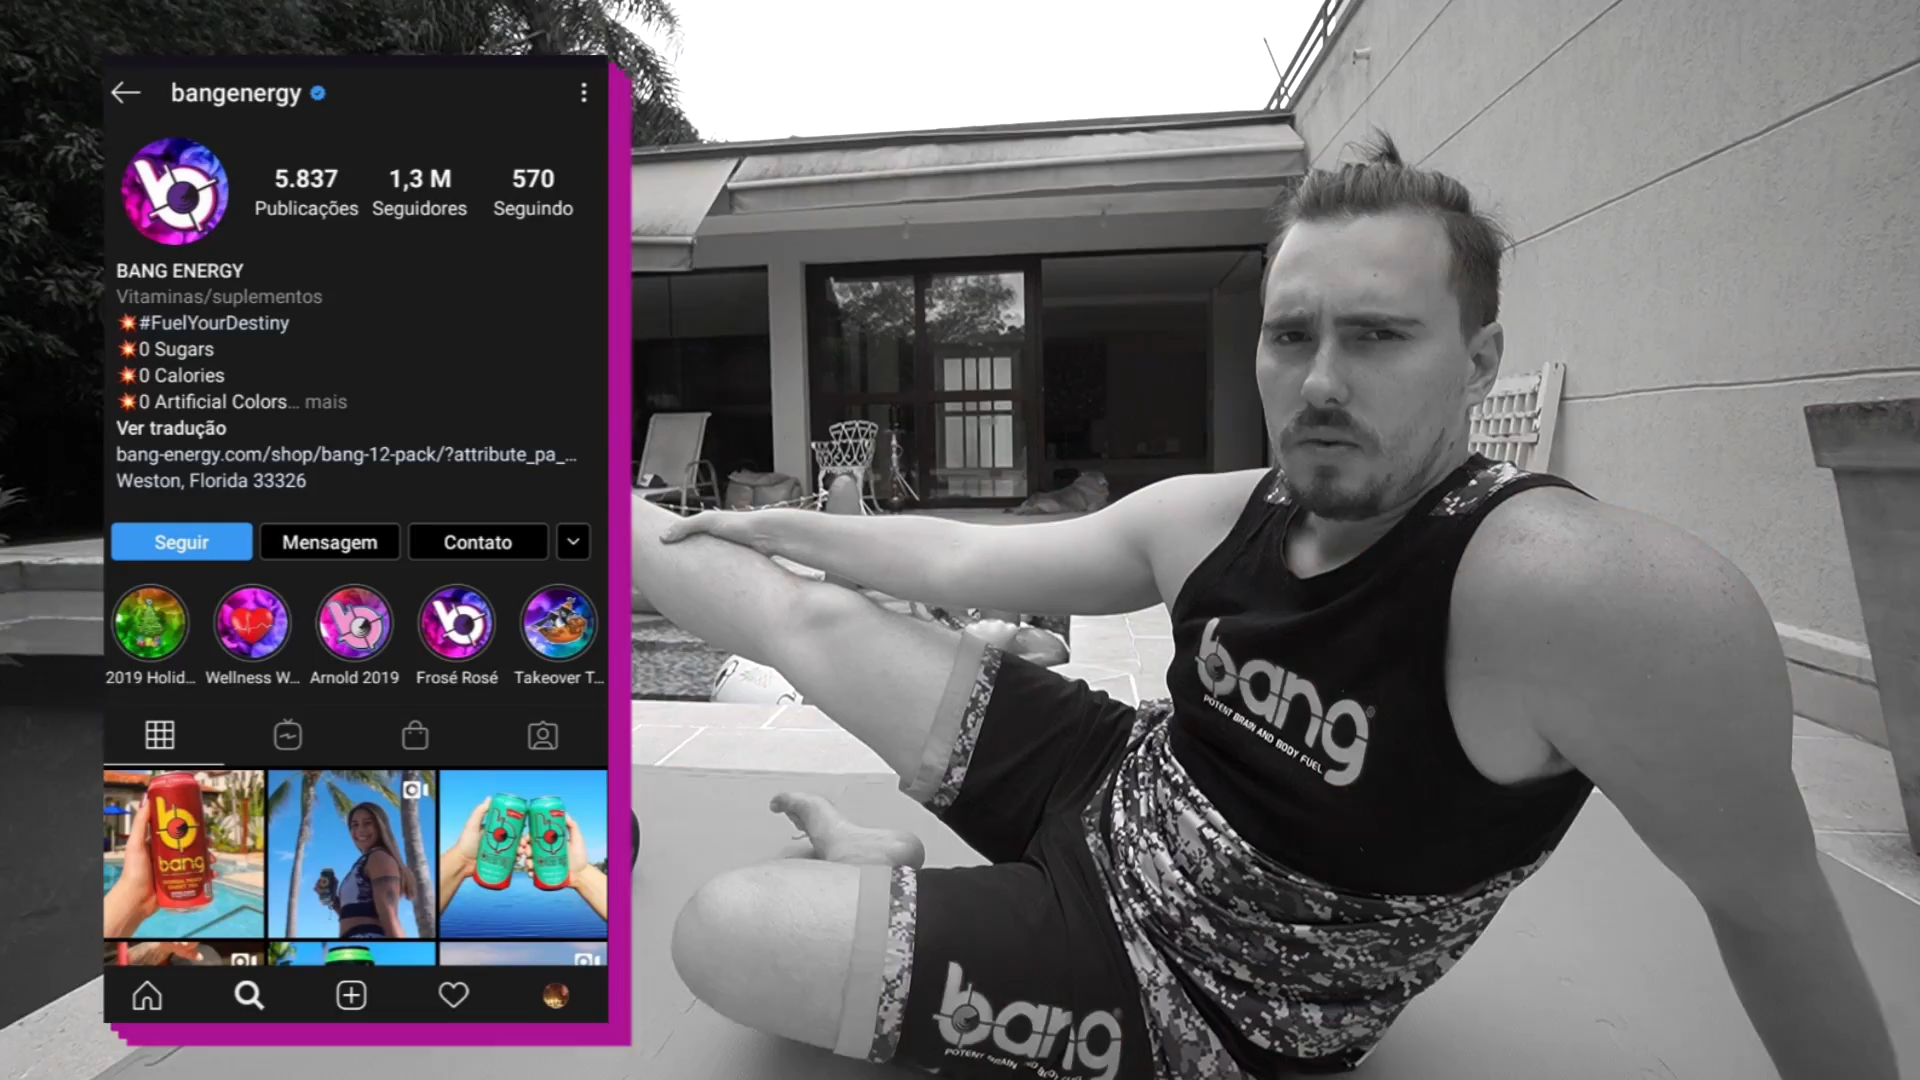 bangenergy
5.837 1,3 M 570
Publicações Seguidores Seguindo
BANG ENERGY
Vitaminas/suplementos
💥#FuelYourDestiny
💥0 Sugars
💥0 Calories
💥0 Artificial Colors... mais
Ver tradução
bang-energy.com/shop/bang-12-pack/?attribute_pa_...
Weston, Florida 33326
Seguir Mensagem Contato
2019 Holid... Wellness W... Arnold 2019 Frosé Rosé Takeover T...
bang
bang®
POTENT BRAIN AND BODY FUEL
bang
POTENT BRAIN